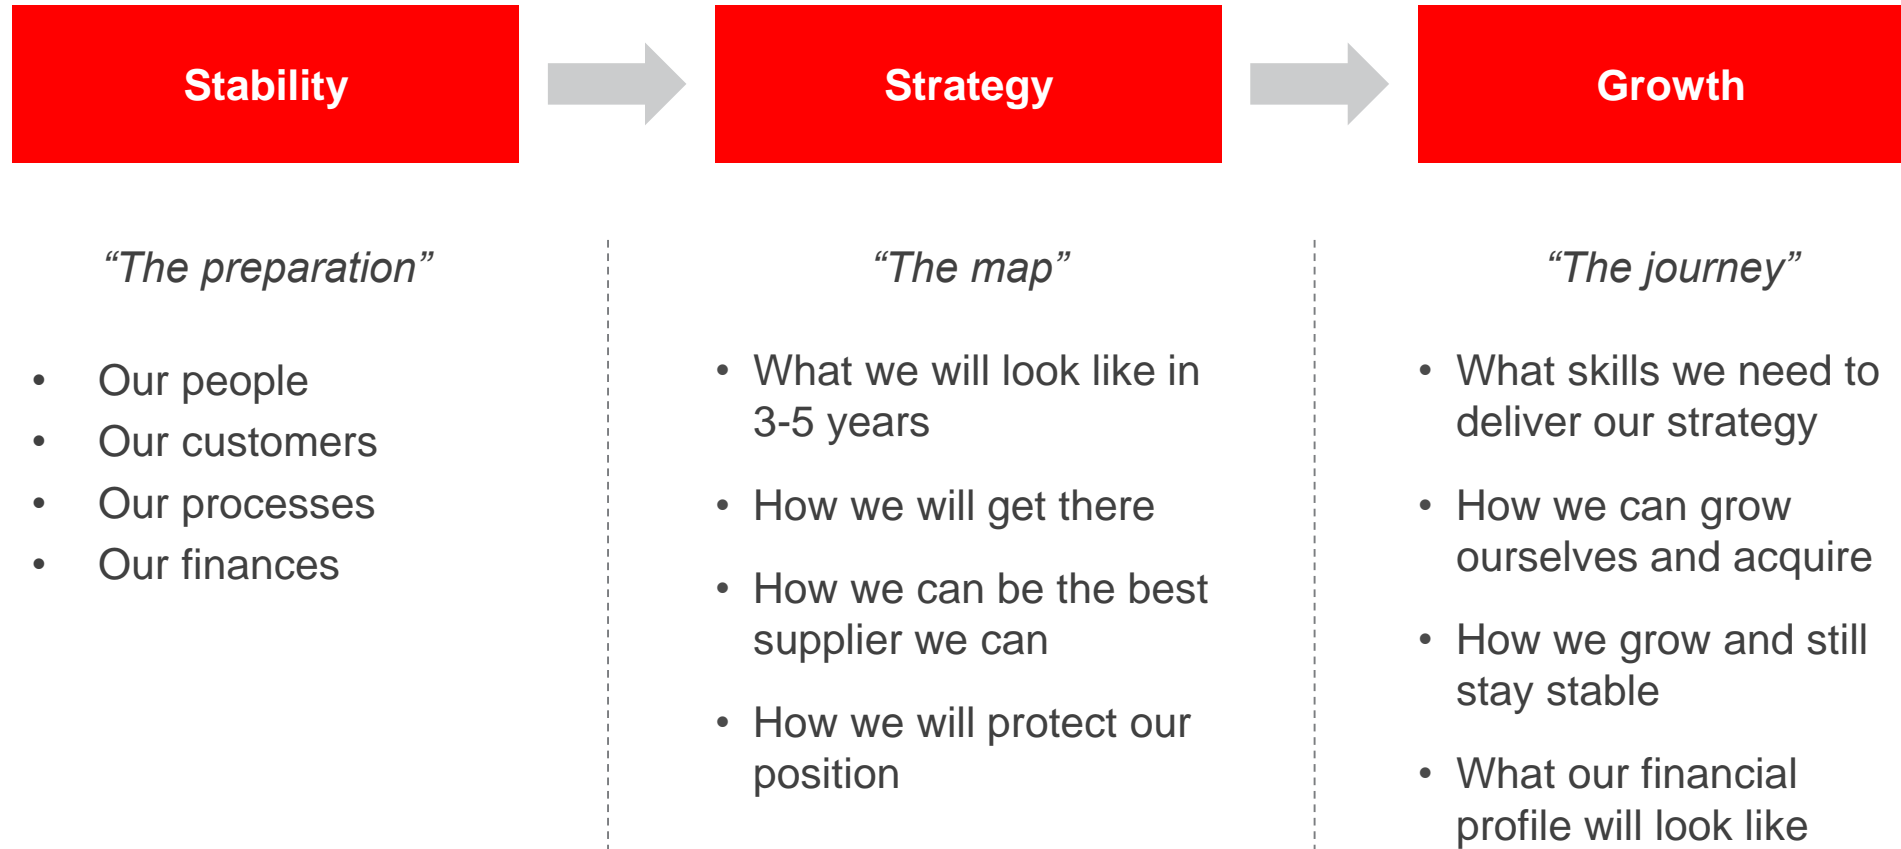 Stability
Strategy
Growth
“The preparation”
• Our people
• Our customers
• Our processes
• Our finances
“The map”
• What we will look like in
3-5 years
• How we will get there
• How we can be the best
supplier we can
• How we will protect our
position
“The journey”
• What skills we need to
deliver our strategy
• How we can grow
ourselves and acquire
• How we grow and still
stay stable
• What our financial
profile will look like